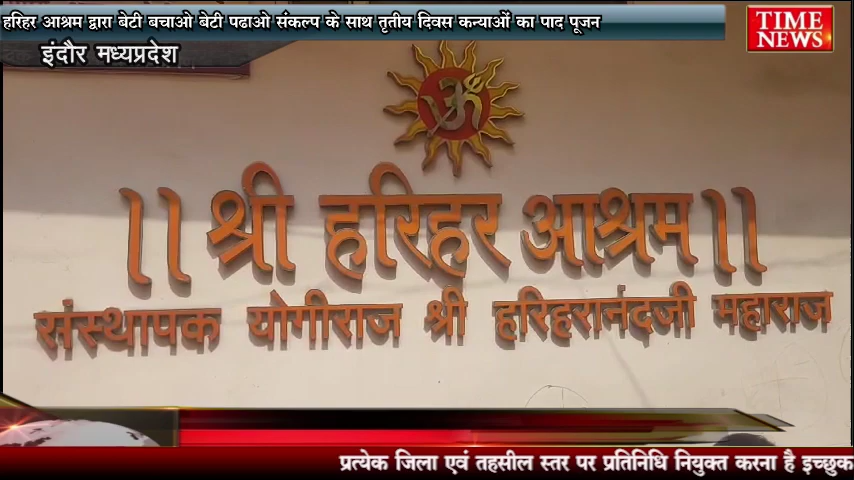 हरिहर आश्रम द्वारा बेटी बचाओ बेटी पढाओ संकल्प के साथ तृतीय दिवस कन्याओं का पाद पूजन
TIME
NEWS
इंदौर मध्यप्रदेश
ॐ
।। श्री हरिहर आश्रम ।।
संस्थापक योगीराज श्री हरिहरानंदजी महाराज
प्रत्येक जिला एवं तहसील स्तर पर प्रतिनिधि नियुक्त करना है इच्छुक